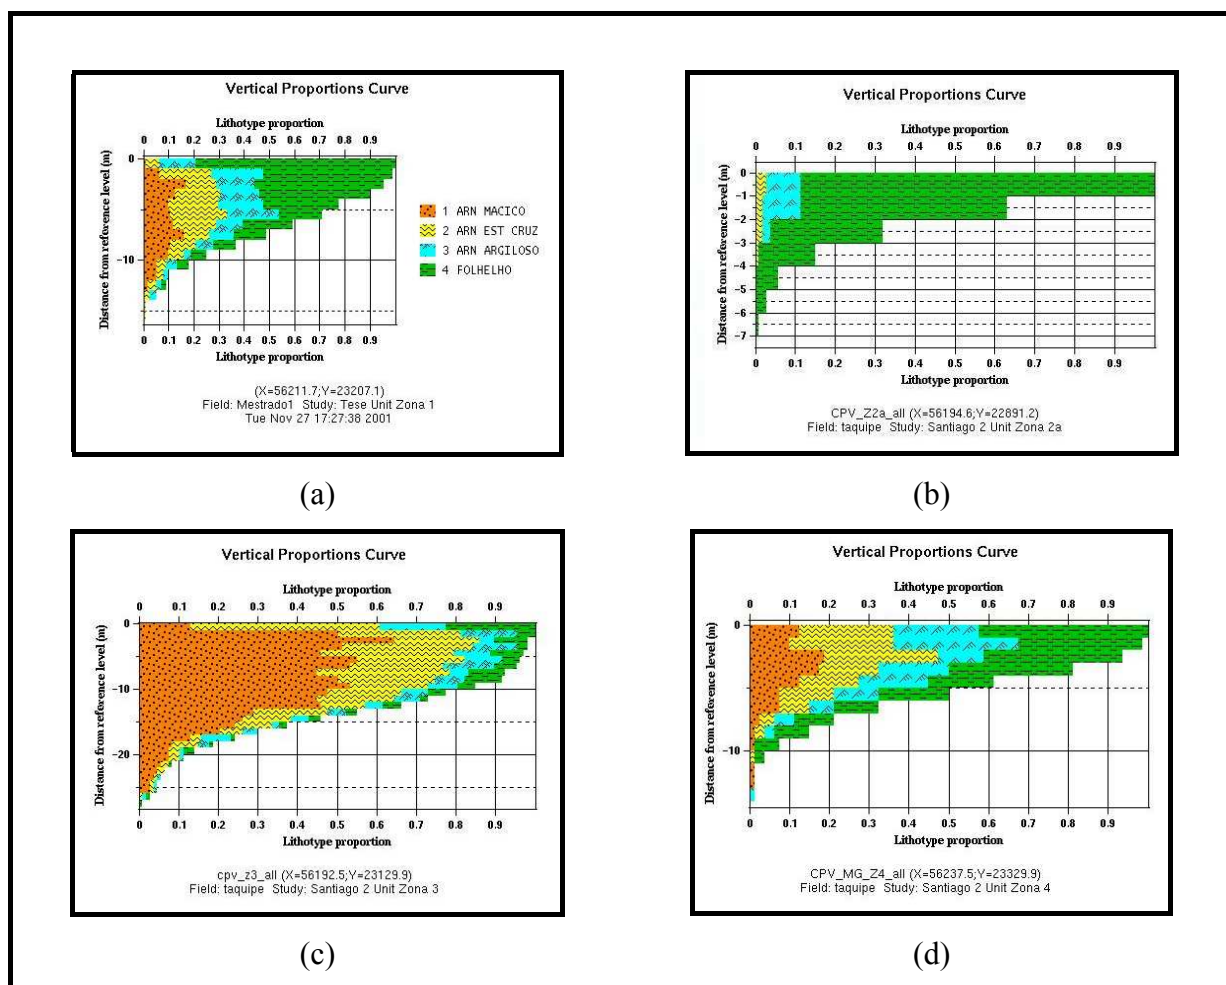 Vertical Proportions Curve
Lithotype proportion
0 0.1 0.2 0.3 0.4 0.5 0.6 0.7 0.8 0.9
Distance from reference level (m)
0
-10
0 0.1 0.2 0.3 0.4 0.5 0.6 0.7 0.8 0.9
Lithotype proportion
1 ARN MACICO
2 ARN EST CRUZ
3 ARN ARGILOSO
4 FOLHELHO
(X=56211.7;Y=23207.1)
Field: Mestrado1 Study: Tese Unit Zona 1
Tue Nov 27 17:27:38 2001
(a)
Vertical Proportions Curve
Lithotype proportion
0 0.1 0.2 0.3 0.4 0.5 0.6 0.7 0.8 0.9
Distance from reference level (m)
0
-1
-2
-3
-4
-5
-6
-7
0 0.1 0.2 0.3 0.4 0.5 0.6 0.7 0.8 0.9
Lithotype proportion
CPV_Z2a_all (X=56194.6;Y=22891.2)
Field: taquipe Study: Santiago 2 Unit Zona 2a
(b)
Vertical Proportions Curve
Lithotype proportion
0 0.1 0.2 0.3 0.4 0.5 0.6 0.7 0.8 0.9
Distance from reference level (m)
0
-10
-20
0 0.1 0.2 0.3 0.4 0.5 0.6 0.7 0.8 0.9
Lithotype proportion
cpv_z3_all (X=56192.5;Y=23129.9)
Field: taquipe Study: Santiago 2 Unit Zona 3
(c)
Vertical Proportions Curve
Lithotype proportion
0 0.1 0.2 0.3 0.4 0.5 0.6 0.7 0.8 0.9
Distance from reference level (m)
0
-10
0 0.1 0.2 0.3 0.4 0.5 0.6 0.7 0.8 0.9
Lithotype proportion
CPV_MG_Z4_all (X=56237.5;Y=23329.9)
Field: taquipe Study: Santiago 2 Unit Zona 4
(d)